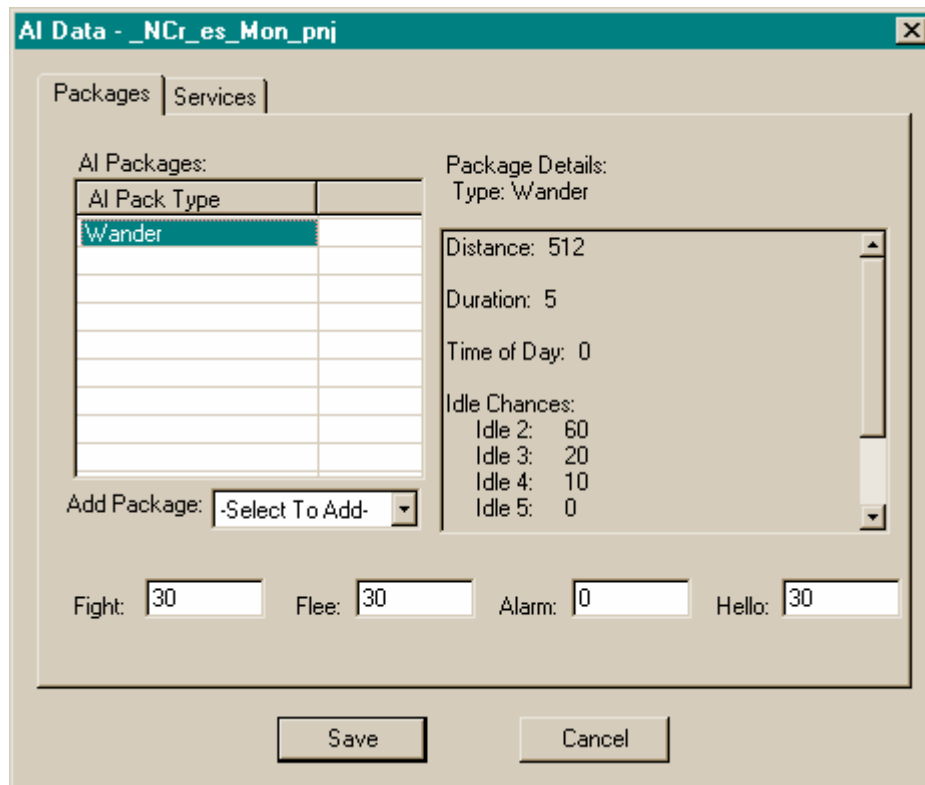 AI Data - _NCr_es_Mon_pnj
Packages
Services
AI Packages:
AI Pack Type
Wander
Add Package:
-Select To Add-
Package Details:
Type: Wander
Distance: 512
Duration: 5
Time of Day: 0
Idle Chances:
Idle 2: 60
Idle 3: 20
Idle 4: 10
Idle 5: 0
Fight: 30
Flee: 30
Alarm: 0
Hello: 30
Save
Cancel